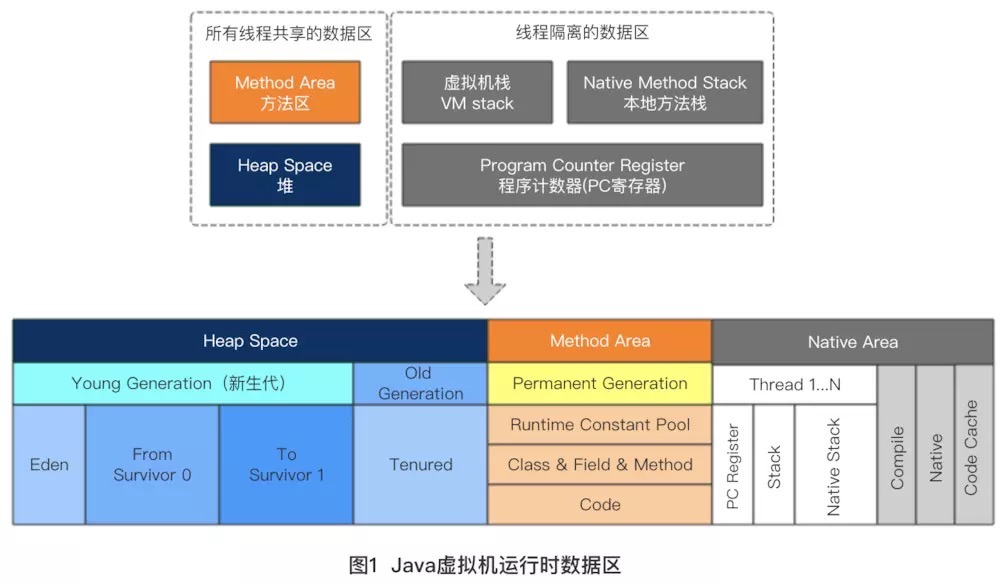 所有线程共享的数据区
线程隔离的数据区
Method Area
方法区
虚拟机栈
VM stack
Native Method Stack
本地方法栈
Heap Space
堆
Program Counter Register
程序计数器(PC寄存器)
Heap Space
Method Area
Native Area
Young Generation（新生代）
Old
Generation
Permanent Generation
Thread 1...N
Eden
From
Survivor 0
To
Survivor 1
Tenured
Runtime Constant Pool
Class & Field & Method
Code
PC Register
Stack
Native Stack
Compile
Native
Code Cache
图1 Java虚拟机运行时数据区